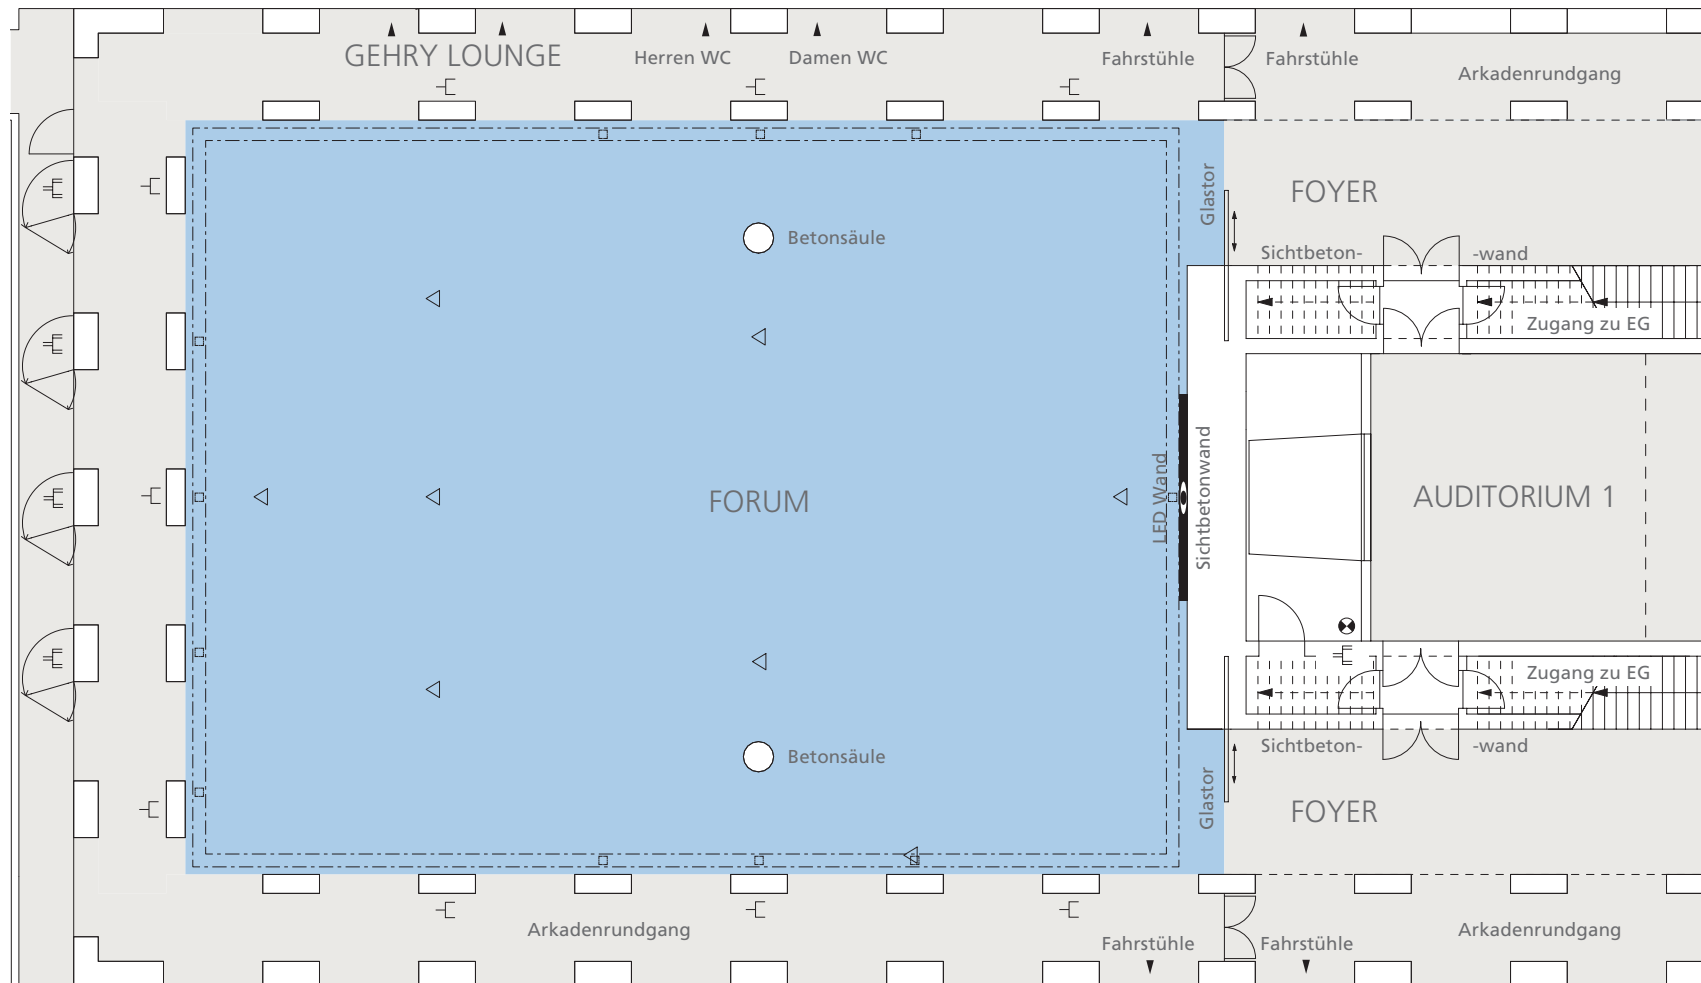 GEHRY LOUNGE
Herren WC
Damen WC
Fahrstühle
Fahrstühle
Arkadenrundgang
Glastor
FOYER
Betonsäule
Sichtbeton-
-wand
Zugang zu EG
LED Wand
Sichtbetonwand
FORUM
AUDITORIUM 1
Zugang zu EG
Betonsäule
Sichtbeton-
-wand
Glastor
FOYER
Arkadenrundgang
Fahrstühle
Fahrstühle
Arkadenrundgang